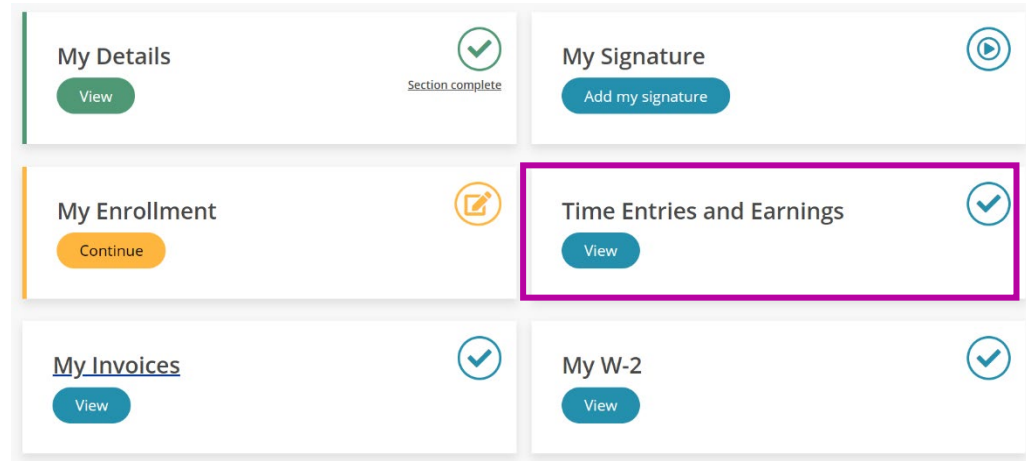 My Details
View
Section complete
My Signature
Add my signature
My Enrollment
Continue
Time Entries and Earnings
View
My Invoices
View
My W-2
View